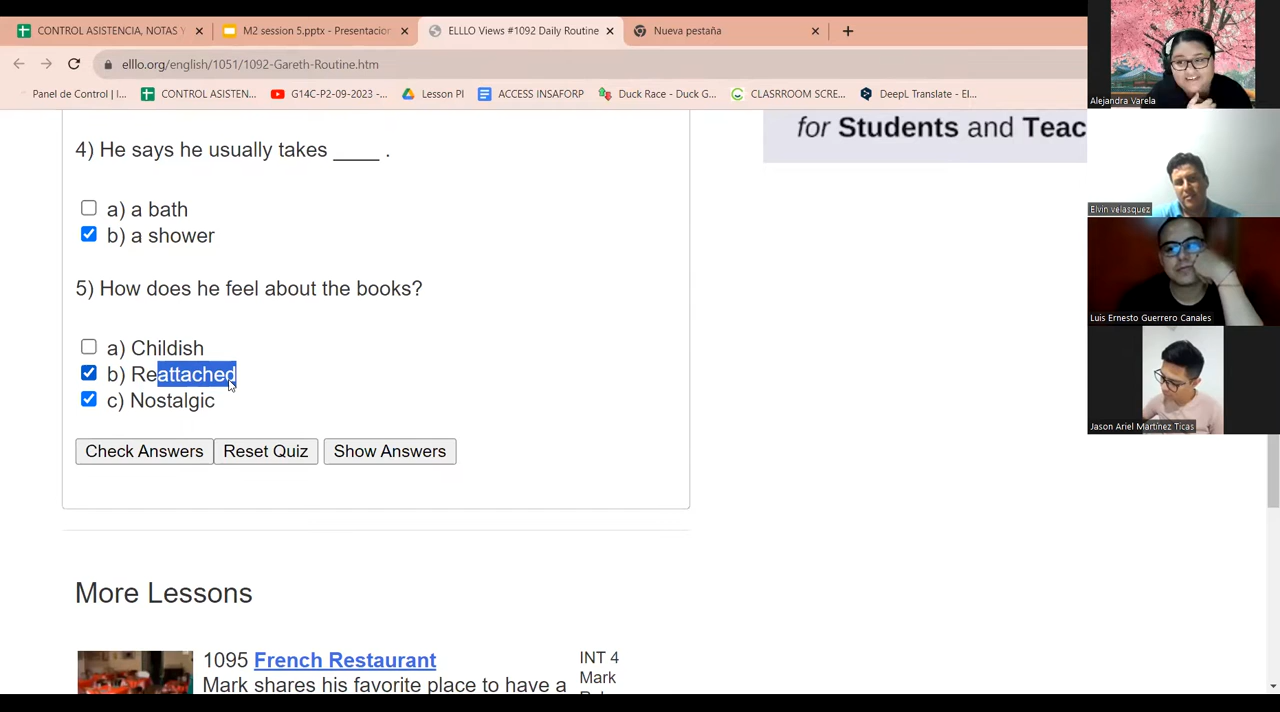 CONTROL ASISTENCIA, NOTAS Y
M2 session 5.pptx - Presentacion
ELLLO Views #1092 Daily Routine
Nueva pestaña
elllo.org/english/1051/1092-Gareth-Routine.htm
Panel de Control | I...
CONTROL ASISTEN...
G14C-P2-09-2023 -...
Lesson PI
ACCESS INSAFORP
Duck Race - Duck G...
CLASRROOM SCRE...
DeepL Translate - El...
for Students and Teac
4) He says he usually takes ____ .
a) a bath
b) a shower
5) How does he feel about the books?
a) Childish
b) Reattached
c) Nostalgic
Check Answers
Reset Quiz
Show Answers
More Lessons
1095 French Restaurant
Mark shares his favorite place to have a
INT 4
Mark
Alejandra Varela
Elvin velasquez
Luis Ernesto Guerrero Canales
Jason Ariel Martínez Ticas